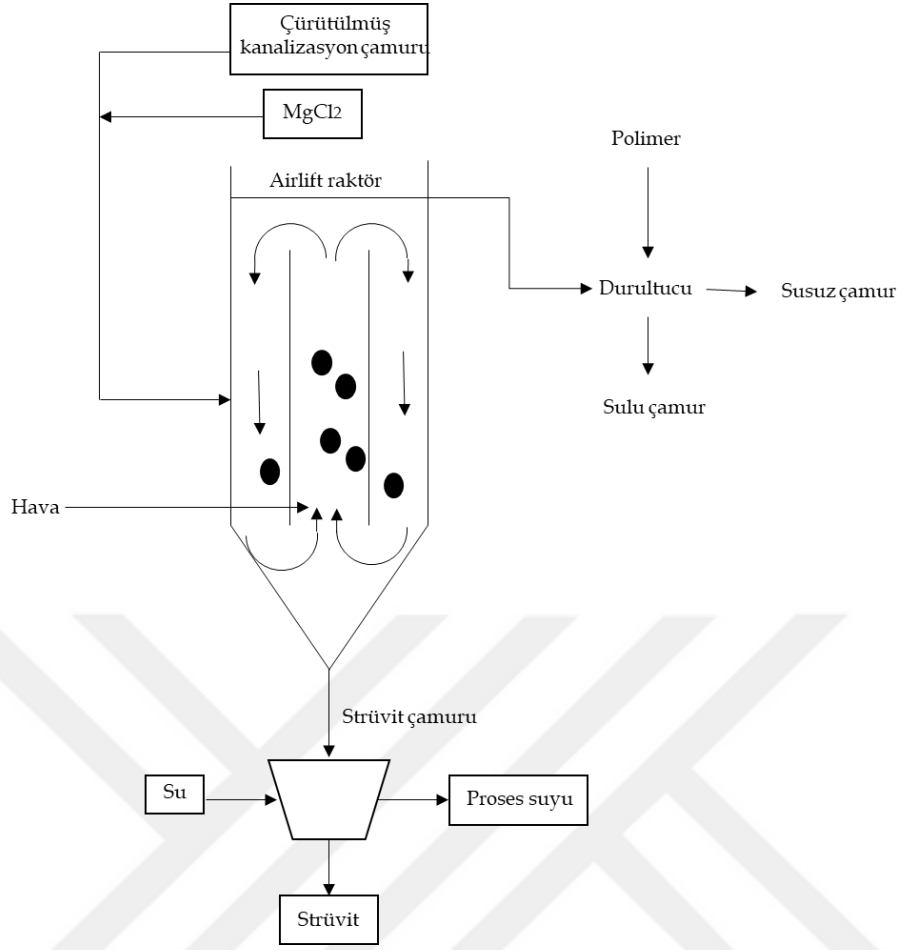 Çürütülmüş
kanalizasyon çamuru
MgCl2
Polimer
Airlift raktör
Durultucu
Susuz çamur
Sulu çamur
Hava
Strüvit çamuru
Su
Proses suyu
Strüvit